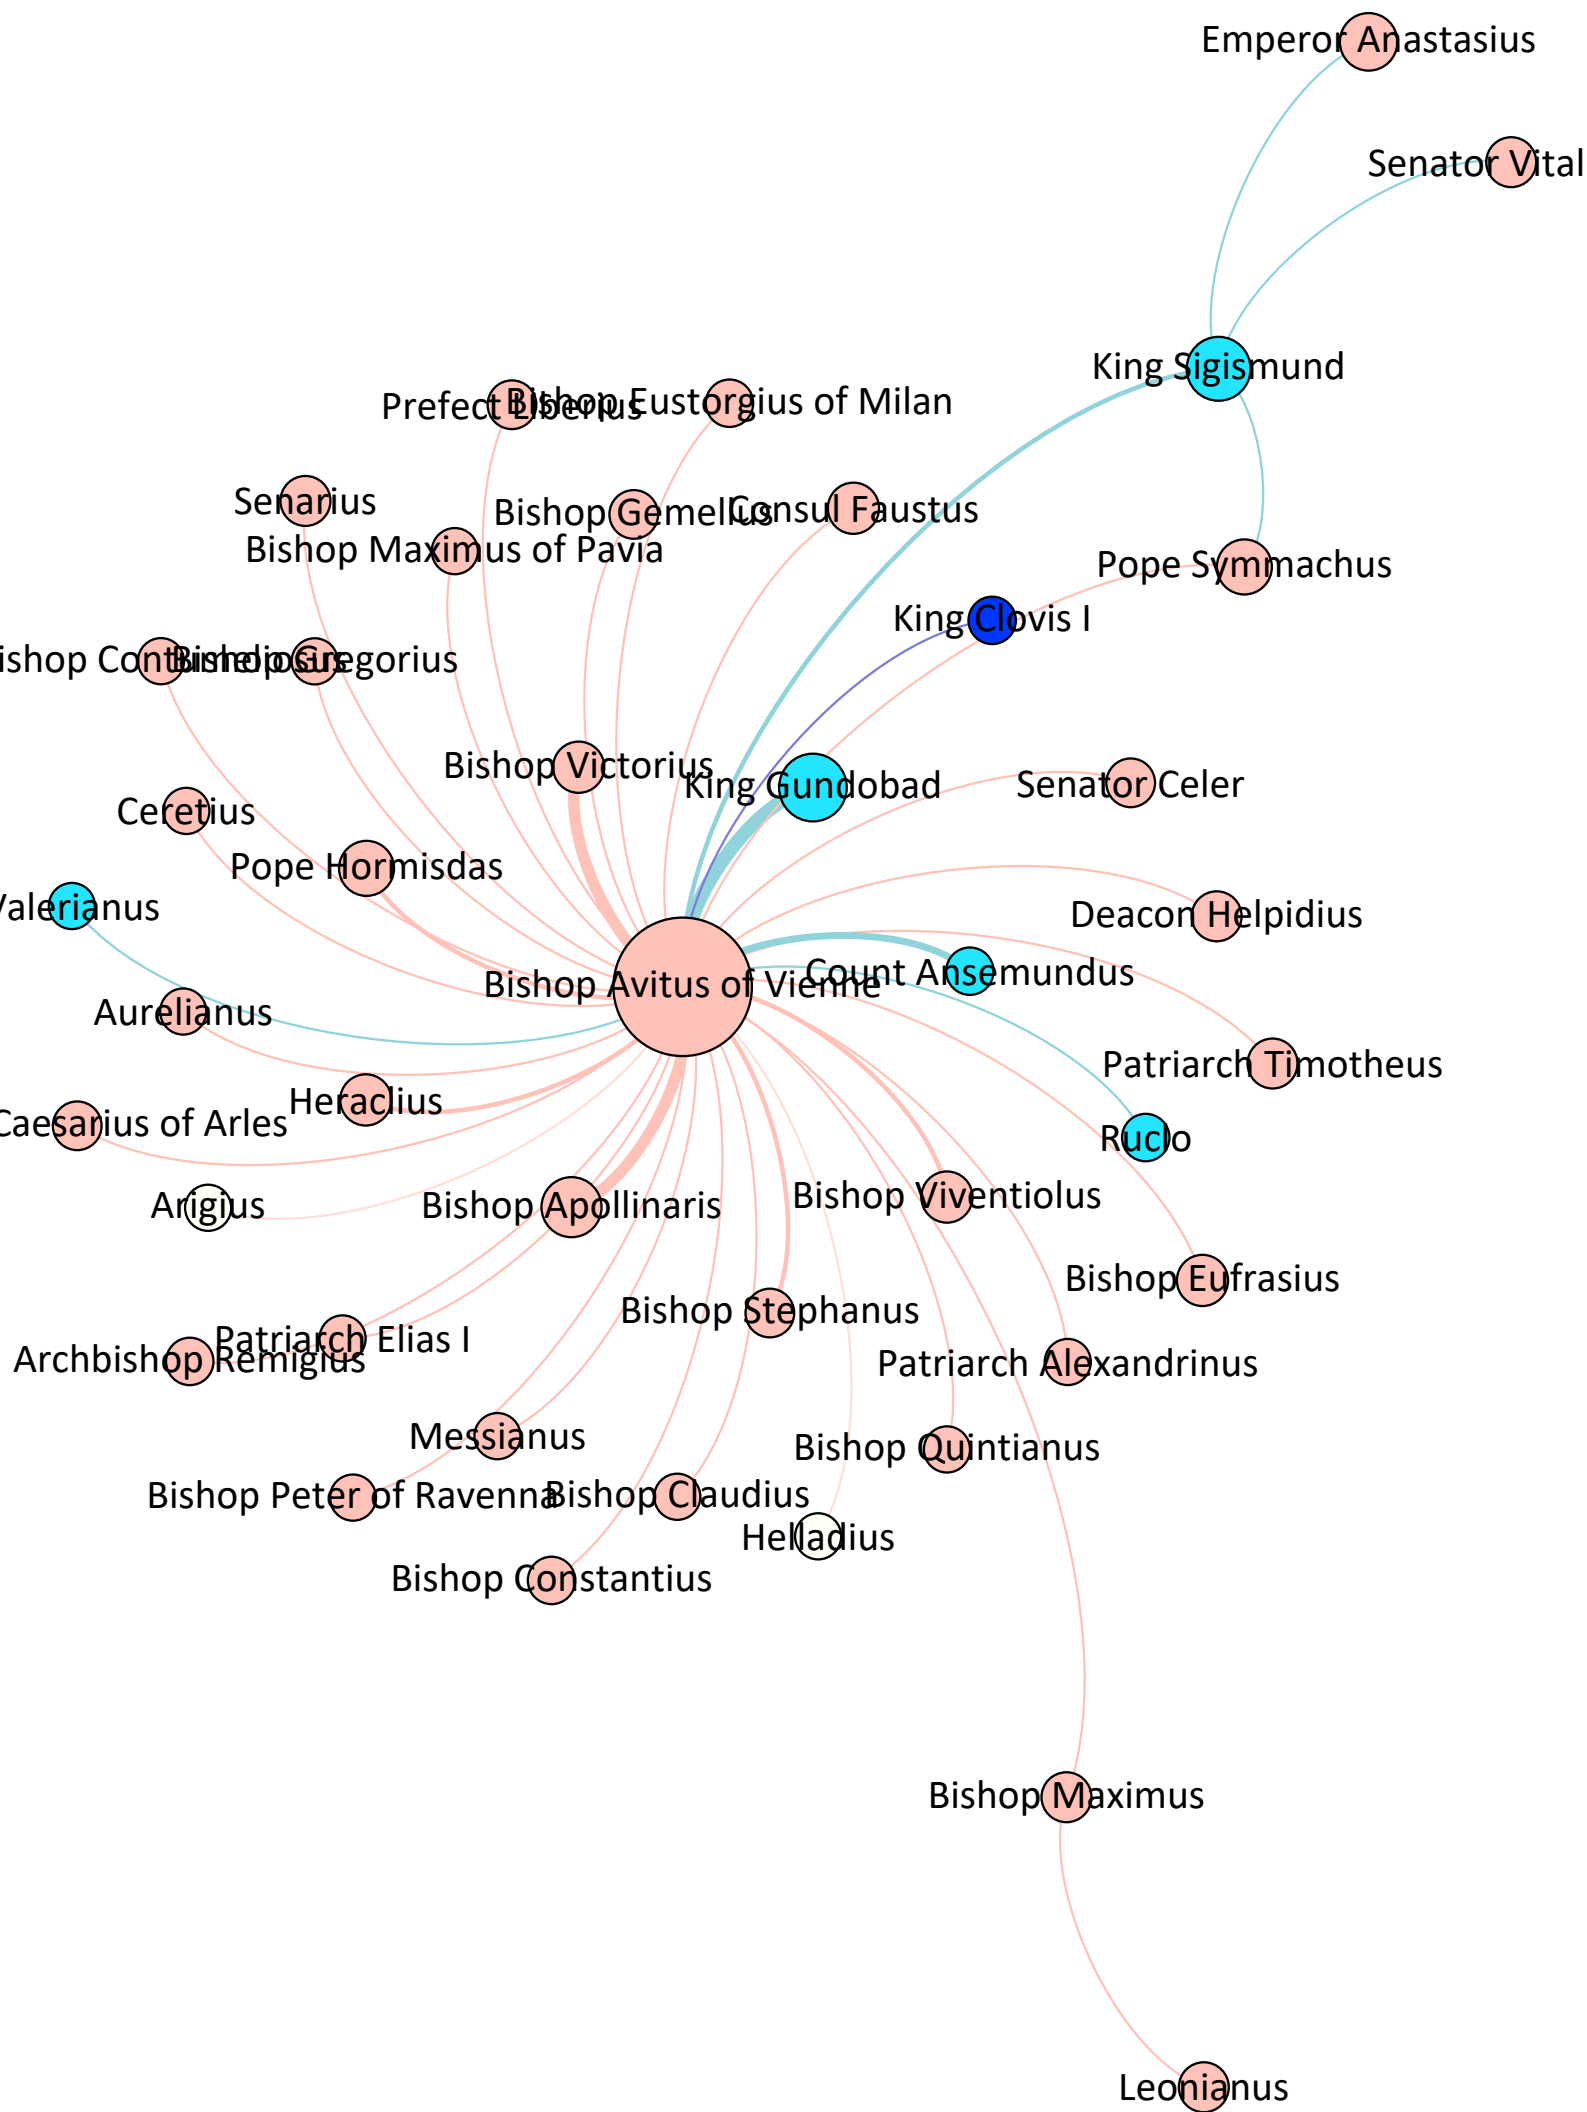 Emperor Anastasius
Senator Vital
King Sigismund
Prefect Liberius
Bishop Eustorgius of Milan
Senarius
Bishop Gemellus
Consul Faustus
Bishop Maximus of Pavia
Pope Symmachus
King Clovis I
ishop Contumeliosus
Bishop Gregorius
Bishop Victorius
King Gundobad
Senator Celer
Ceretius
Pope Hormisdas
Valerianus
Deacon Helpidius
Count Ansemundus
Bishop Avitus of Vienne
Aurelianus
Patriarch Timotheus
Heraclius
Caesarius of Arles
Ruclo
Arigius
Bishop Apollinaris
Bishop Viventiolus
Bishop Eufrasius
Bishop Stephanus
Patriarch Elias I
Archbishop Remigius
Patriarch Alexandrinus
Messianus
Bishop Quintianus
Bishop Peter of Ravenna
Bishop Claudius
Helladius
Bishop Constantius
Bishop Maximus
Leonianus